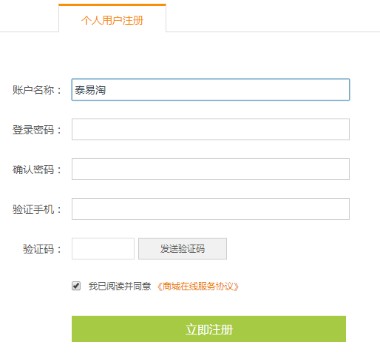 个人用户注册
账户名称： 泰易淘
登录密码：
确认密码：
验证手机：
验证码： 发送验证码
我已阅读并同意 《商城在线服务协议》
立即注册